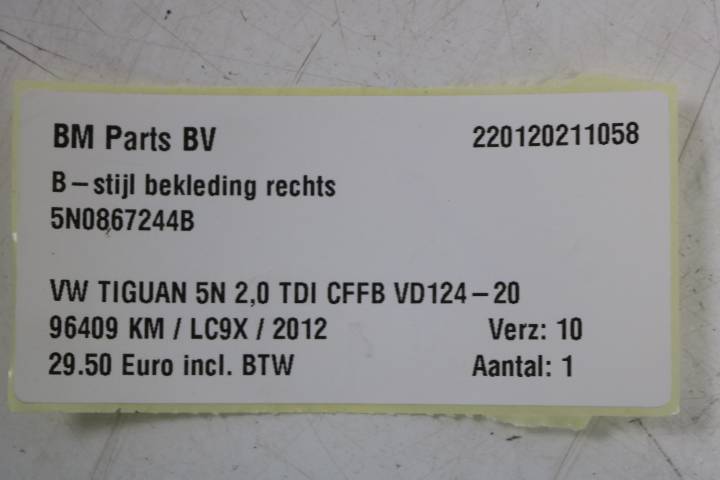 BM Parts BV 220120211058
B-stijl bekleding rechts
5N0867244B
VW TIGUAN 5N 2,0 TDI CFFB VD124-20
96409 KM / LC9X / 2012 Verz: 10
29.50 Euro incl. BTW Aantal: 1